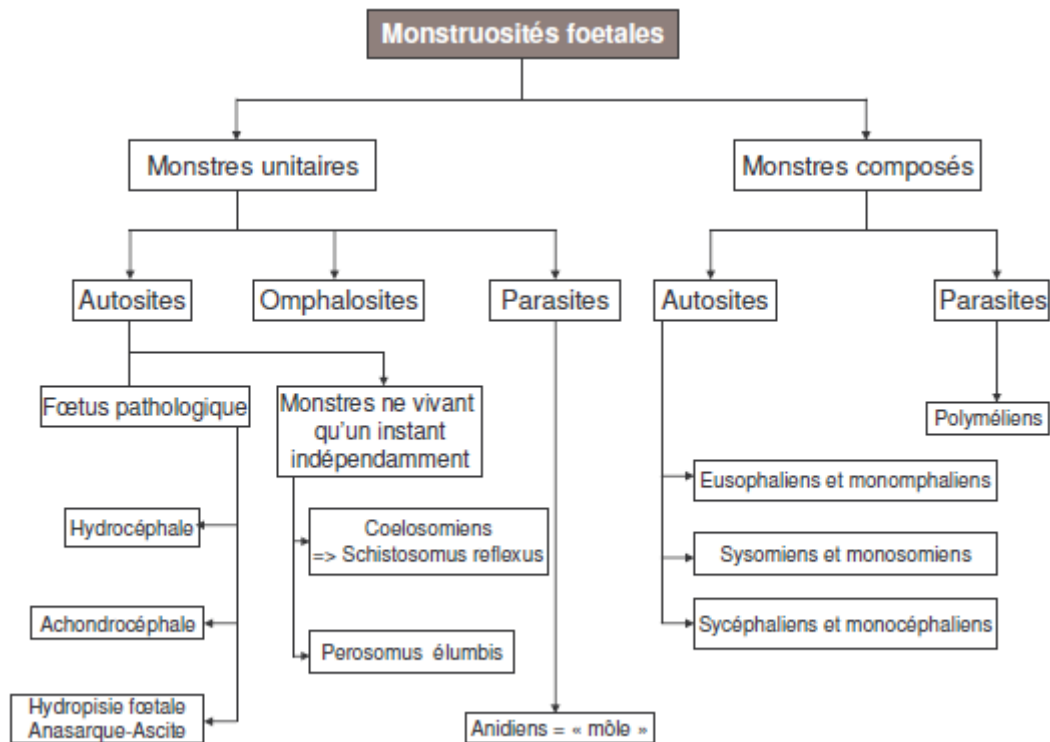 Monstruosités foetales
Monstres unitaires
Monstres composés
Autosites
Omphalosites
Parasites
Autosites
Parasites
Fœtus pathologique
Monstres ne vivant
qu'un instant
indépendamment
Polyméliens
Eusophaliens et monomphaliens
Hydrocéphale
Coelosomiens
=> Schistosomus reflexus
Sysomiens et monosomiens
Achondrocéphale
Sycéphaliens et monocéphaliens
Perosomus élumbis
Hydropisie fœtale
Anasarque-Ascite
Anidiens = « môle »